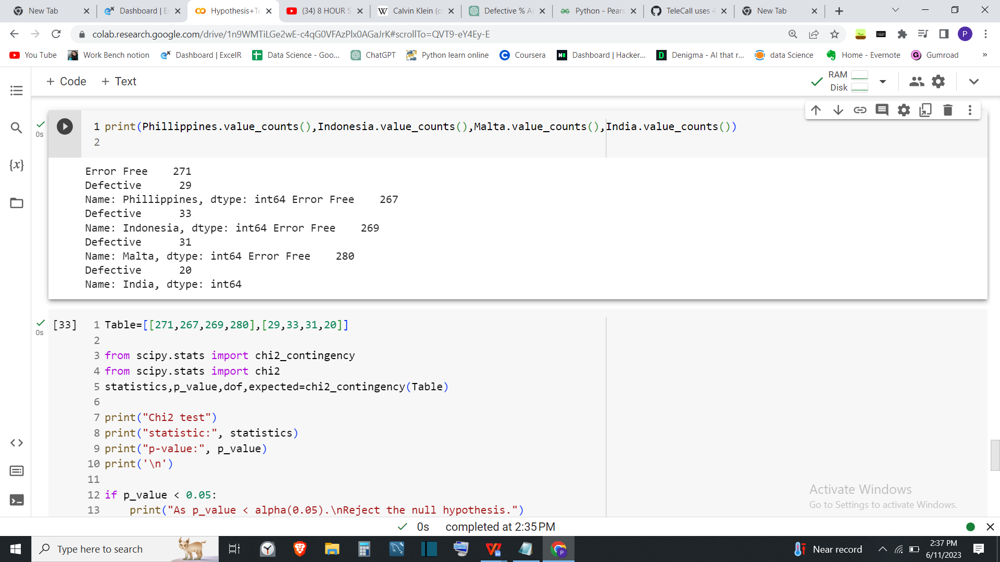 New Tab
Dashboard | E
Hypothesis+Te
(34) 8 HOUR S
Calvin Klein (c
Defective % A
Python - Pears
TeleCall uses 4
New Tab
colab.research.google.com/drive/1n9WMTiLGe2wE-c4qG0VFAzPlx0AGaJrK#scrollTo=QVT9-eY4Ey-E
P
You Tube
Work Bench notion
Dashboard | ExcelR
Data Science - Goo...
ChatGPT
Python learn online
Coursera
Dashboard | Hacker...
Denigma - AI that r...
data Science
Home - Evernote
Gumroad
»
+ Code + Text
RAM
Disk
0s
1 print(Phillippines.value_counts(),Indonesia.value_counts(),Malta.value_counts(),India.value_counts())
2
Error Free 271
Defective 29
Name: Phillippines, dtype: int64 Error Free 267
Defective 33
Name: Indonesia, dtype: int64 Error Free 269
Defective 31
Name: Malta, dtype: int64 Error Free 280
Defective 20
Name: India, dtype: int64
0s
[33] 1 Table=[[271,267,269,280],[29,33,31,20]]
2
3 from scipy.stats import chi2_contingency
4 from scipy.stats import chi2
5 statistics,p_value,dof,expected=chi2_contingency(Table)
6
7 print("Chi2 test")
8 print("statistic:", statistics)
9 print("p-value:", p_value)
10 print('\n')
11
12 if p_value < 0.05:
13 print("As p_value < alpha(0.05).\nReject the null hypothesis.")
Activate Windows
Go to Settings to activate Windows.
0s completed at 2:35 PM
Type here to search
Near record
2:37 PM
6/11/2023